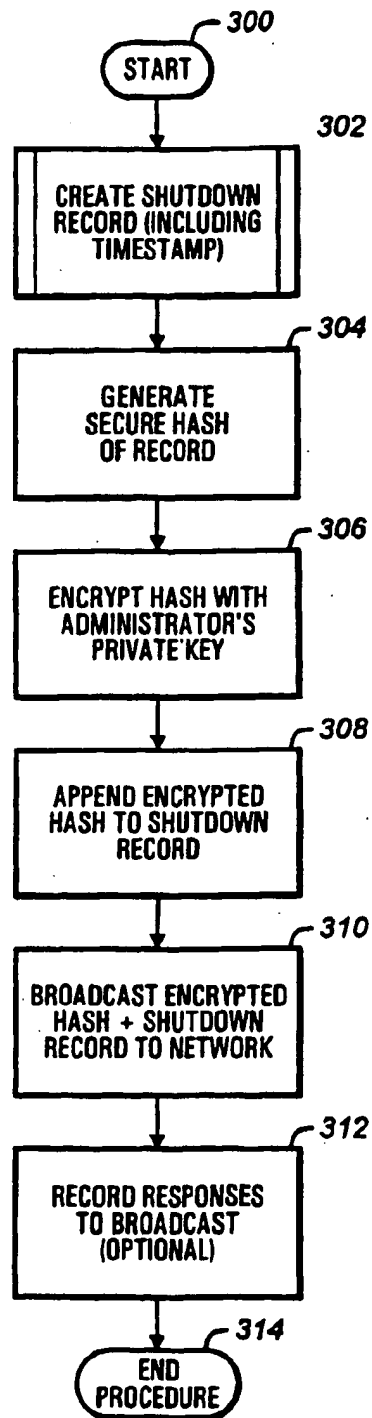 300
START
302
CREATE SHUTDOWN
RECORD (INCLUDING
TIMESTAMP)
304
GENERATE
SECURE HASH
OF RECORD
306
ENCRYPT HASH WITH
ADMINISTRATOR'S
PRIVATE KEY
308
APPEND ENCRYPTED
HASH TO SHUTDOWN
RECORD
310
BROADCAST ENCRYPTED
HASH + SHUTDOWN
RECORD TO NETWORK
312
RECORD RESPONSES
TO BROADCAST
(OPTIONAL)
314
END
PROCEDURE